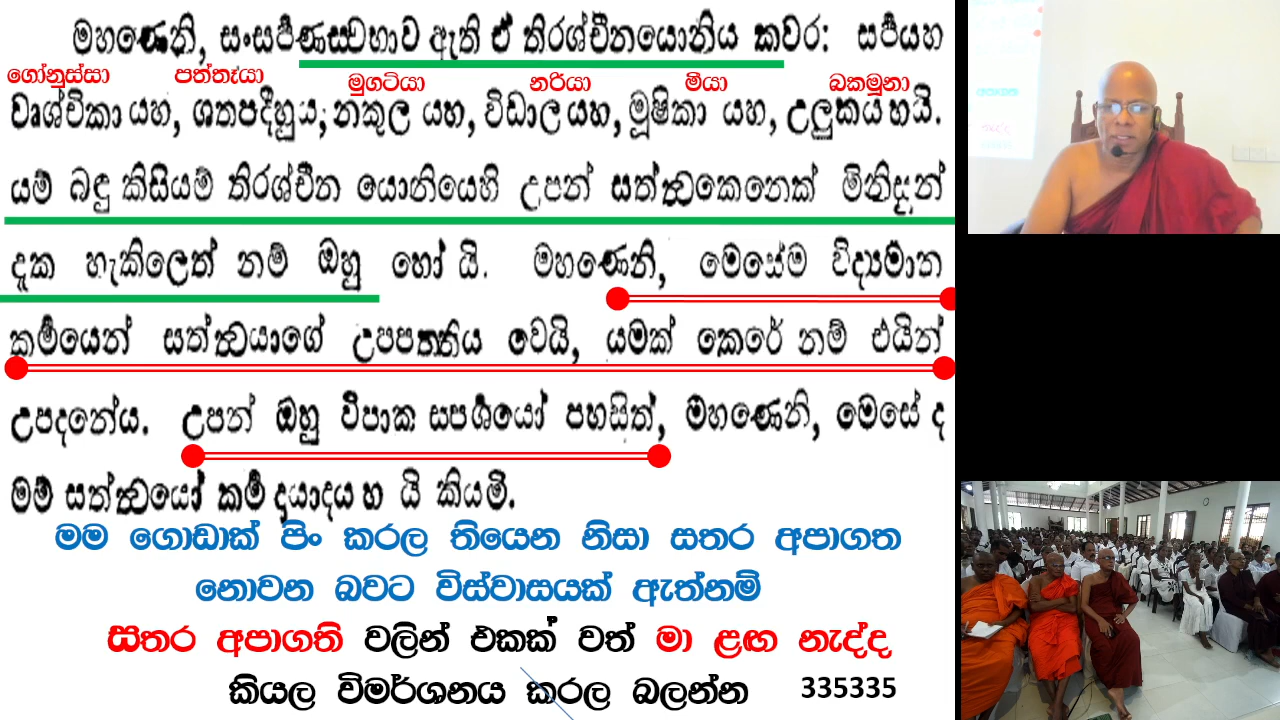 මහණෙනි, සංසර්‍පණස්වභාව ඇති ඒ තිරශ්චීනයොනිය කවර: සර්‍පයහ
ගෝනුස්සා පත්තෑයා මුගටියා නරියා මීයා බකමූනා
වෘශ්චිකා යහ, ශතපදීහුය; නකුල යහ, විඩාල යහ, මූෂිකා යහ, උලූකයහයි.
යම් බඳු කිසියම් තිරශ්චීන යොනියෙහි උපන් සත්ත්‍වකෙනෙක් මිනිසුන්
දැක හැකිලෙත් නම් ඔහු හෝ යි. මහණෙනි, මෙසේම විද්‍යමාන
කර්‍මයෙන් සත්ත්‍වයාගේ උපපත්තිය වෙයි, යමක් කෙරේ නම් එයින්
උපදනේය. උපන් ඔහු විපාක ස්පර්‍ශයෝ පහසිත්, මහණෙනි, මෙසේ ද
මම් සත්ත්‍වයෝ කර්‍ම දායාදය හ යි කියමි.
මම ගොඩාක් පිං කරල තියෙන නිසා සතර අපාගත
නොවන බවට විස්වාසයක් ඇත්නම්
සතර අපාගති වලින් එකක් වත් මා ළඟ නැද්ද
කියල විමර්ශනය කරල බලන්න 335335